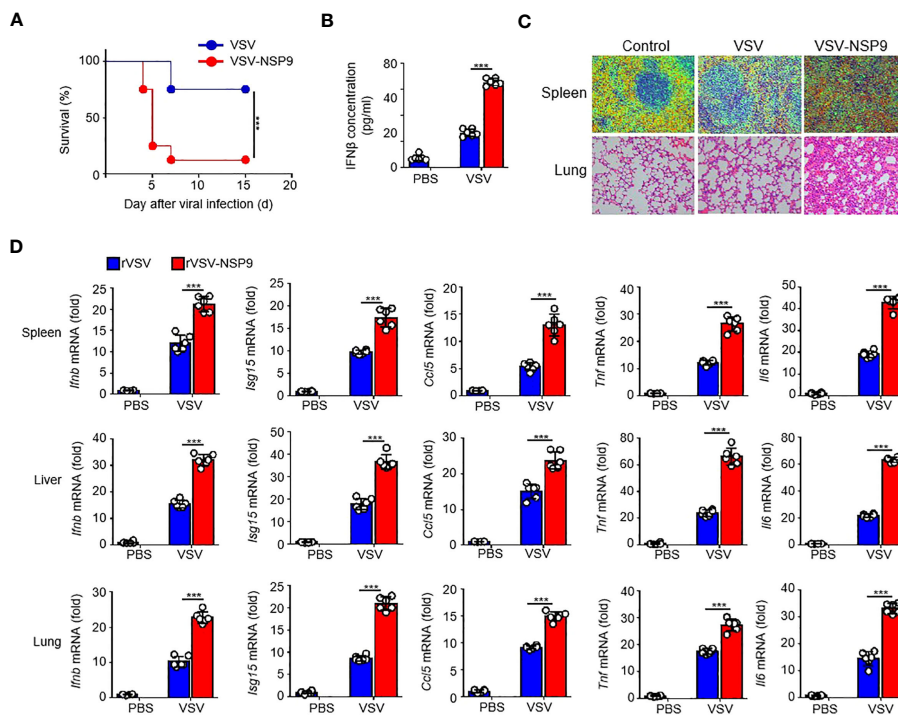 A
VSV
VSV-NSP9
Survival (%)
100
50
0
***
5 10 15 20
Day after viral infection (d)
B
IFNβ concentration
(pg/ml)
60
40
20
0
***
PBS VSV
C
Control VSV VSV-NSP9
Spleen
Lung
D
rVSV rVSV-NSP9
Spleen
Ifnb mRNA (fold)
25
20
15
10
5
0
***
PBS VSV
Isg15 mRNA (fold)
25
20
15
10
5
0
***
PBS VSV
Ccl5 mRNA (fold)
20
15
10
5
0
***
PBS VSV
Tnf mRNA (fold)
40
30
20
10
0
***
PBS VSV
Il6 mRNA (fold)
60
40
20
0
***
PBS VSV
Liver
Ifnb mRNA (fold)
40
30
20
10
0
***
PBS VSV
Isg15 mRNA (fold)
60
40
20
0
***
PBS VSV
Ccl5 mRNA (fold)
30
20
10
0
***
PBS VSV
Tnf mRNA (fold)
80
60
40
20
0
***
PBS VSV
Il6 mRNA (fold)
80
60
40
20
0
***
PBS VSV
Lung
Ifnb mRNA (fold)
30
20
10
0
***
PBS VSV
Isg15 mRNA (fold)
25
20
15
10
5
0
***
PBS VSV
Ccl5 mRNA (fold)
20
15
10
5
0
***
PBS VSV
Tnf mRNA (fold)
40
30
20
10
0
***
PBS VSV
Il6 mRNA (fold)
40
30
20
10
0
***
PBS VSV